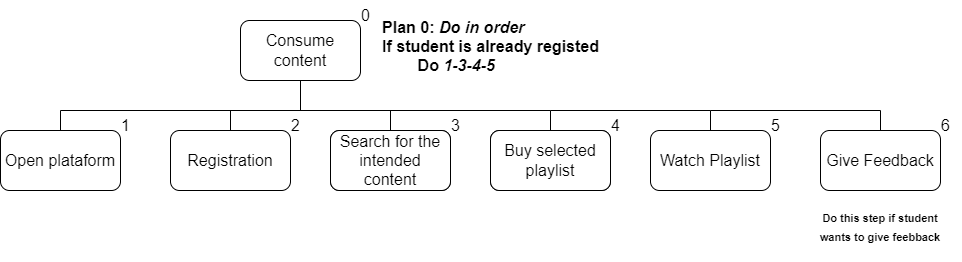 0
Consume
content
Plan 0: Do in order
If student is already registed
Do 1-3-4-5
1
Open plataform
2
Registration
3
Search for the
intended
content
4
Buy selected
playlist
5
Watch Playlist
6
Give Feedback
Do this step if student
wants to give feebback